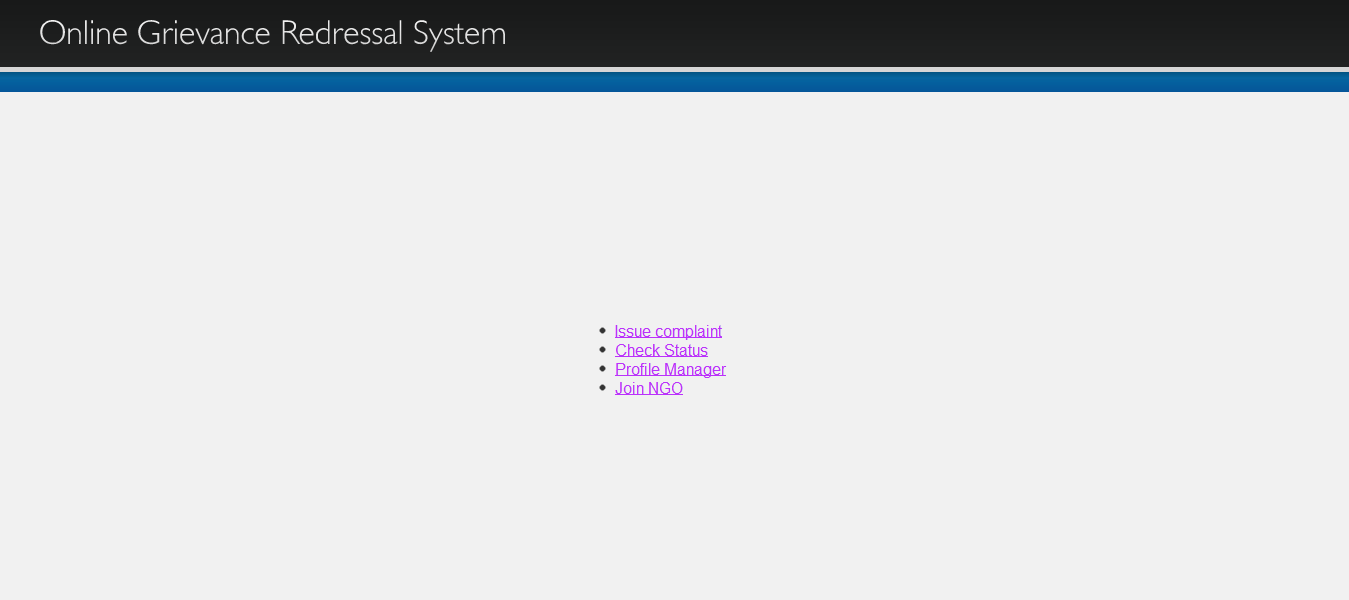 Online Grievance Redressal System
Issue complaint
Check Status
Profile Manager
Join NGO